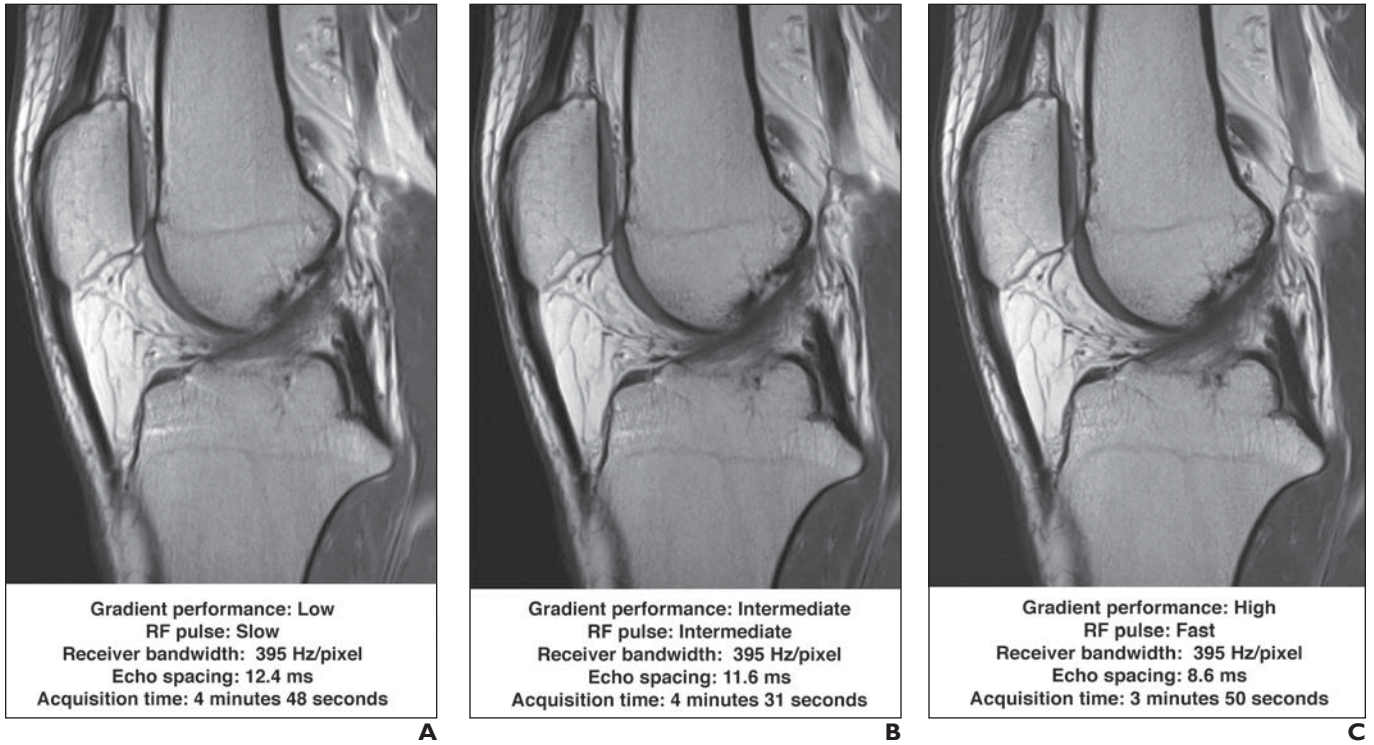 Gradient performance: Low
RF pulse: Slow
Receiver bandwidth: 395 Hz/pixel
Echo spacing: 12.4 ms
Acquisition time: 4 minutes 48 seconds
A
Gradient performance: Intermediate
RF pulse: Intermediate
Receiver bandwidth: 395 Hz/pixel
Echo spacing: 11.6 ms
Acquisition time: 4 minutes 31 seconds
B
Gradient performance: High
RF pulse: Fast
Receiver bandwidth: 395 Hz/pixel
Echo spacing: 8.6 ms
Acquisition time: 3 minutes 50 seconds
C